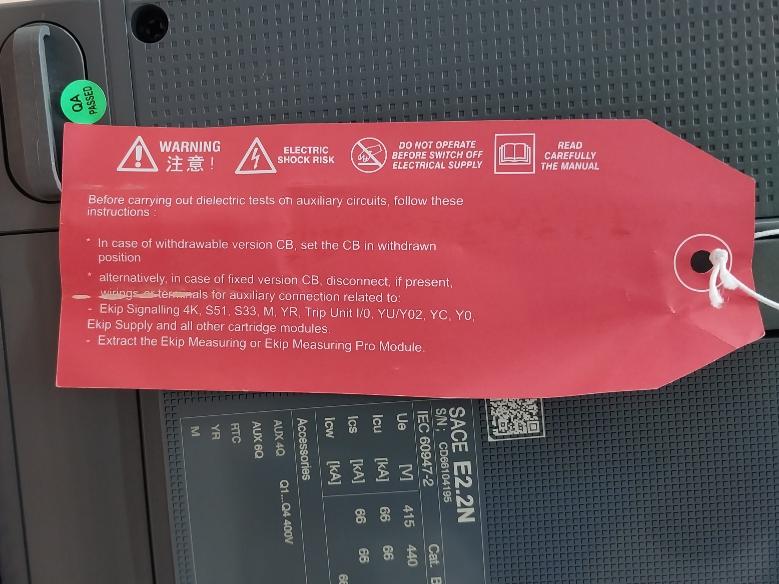 QA
PASSED
WARNING
注意!
ELECTRIC
SHOCK RISK
DO NOT OPERATE
BEFORE SWITCH OFF
ELECTRICAL SUPPLY
READ
CAREFULLY
THE MANUAL
Before carrying out dielectric tests on auxiliary circuits, follow these
instructions :
* In case of withdrawable version CB, set the CB in withdrawn
position
* alternatively, in case of fixed version CB, disconnect, if present,
wirings or terminals for auxiliary connection related to:
- Ekip Signalling 4K, S51, S33, M, YR, Trip Unit I/0, YU/Y02, YC, Y0,
Ekip Supply and all other cartridge modules.
- Extract the Ekip Measuring or Ekip Measuring Pro Module.
SACE E2.2N
S/N: CD66104195
IEC 60947-2 Cat. B
Ue [V] 415 440
Icu [kA] 66 66
Ics [kA] 66 66
Icw [kA]
Accessories
AUX 4Q Q1...Q4 400V
AUX 6Q
RTC
YR
M